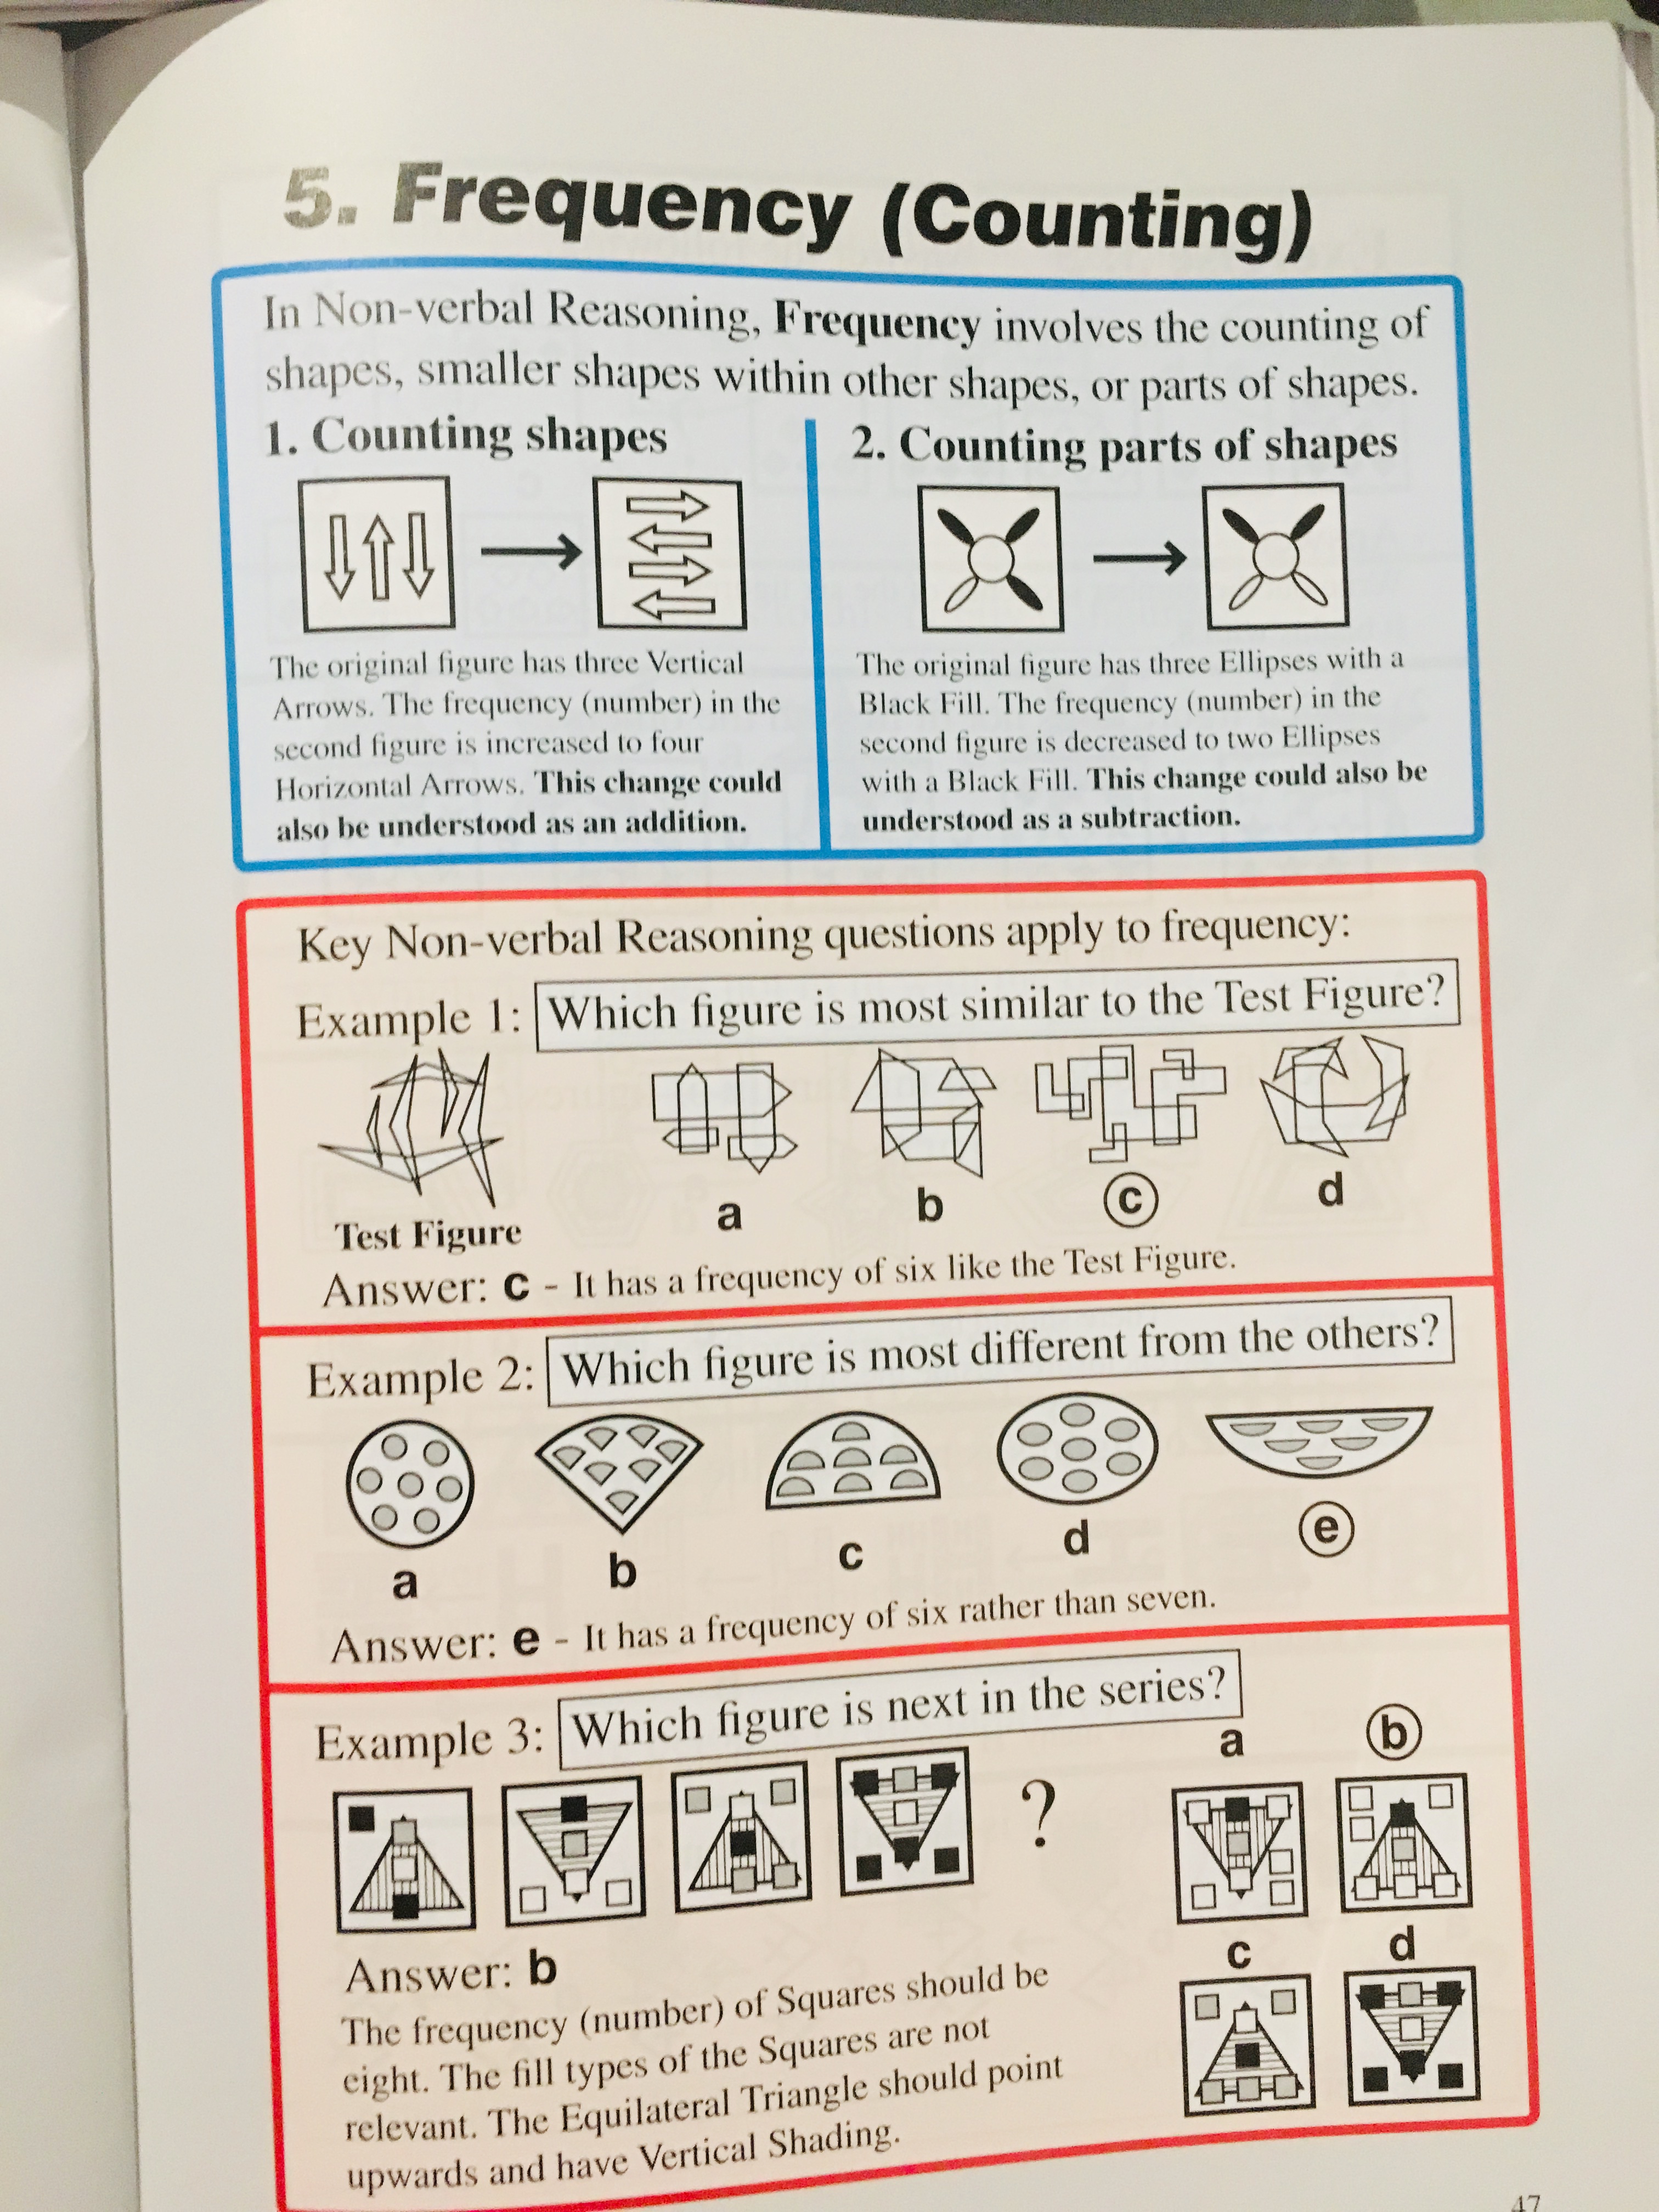 5. Frequency (Counting)
In Non-verbal Reasoning, Frequency involves the counting of
shapes, smaller shapes within other shapes, or parts of shapes.
1. Counting shapes
The original figure has three Vertical
Arrows. The frequency (number) in the
second figure is increased to four
Horizontal Arrows. This change could
also be understood as an addition.
2. Counting parts of shapes
The original figure has three Ellipses with a
Black Fill. The frequency (number) in the
second figure is decreased to two Ellipses
with a Black Fill. This change could also be
understood as a subtraction.
Key Non-verbal Reasoning questions apply to frequency:
Example 1: Which figure is most similar to the Test Figure?
Test Figure
a
b
c
d
Answer: c - It has a frequency of six like the Test Figure.
Example 2: Which figure is most different from the others?
a
b
c
d
e
Answer: e - It has a frequency of six rather than seven.
Example 3: Which figure is next in the series?
?
a
b
c
d
Answer: b
The frequency (number) of Squares should be
eight. The fill types of the Squares are not
relevant. The Equilateral Triangle should point
upwards and have Vertical Shading.
47